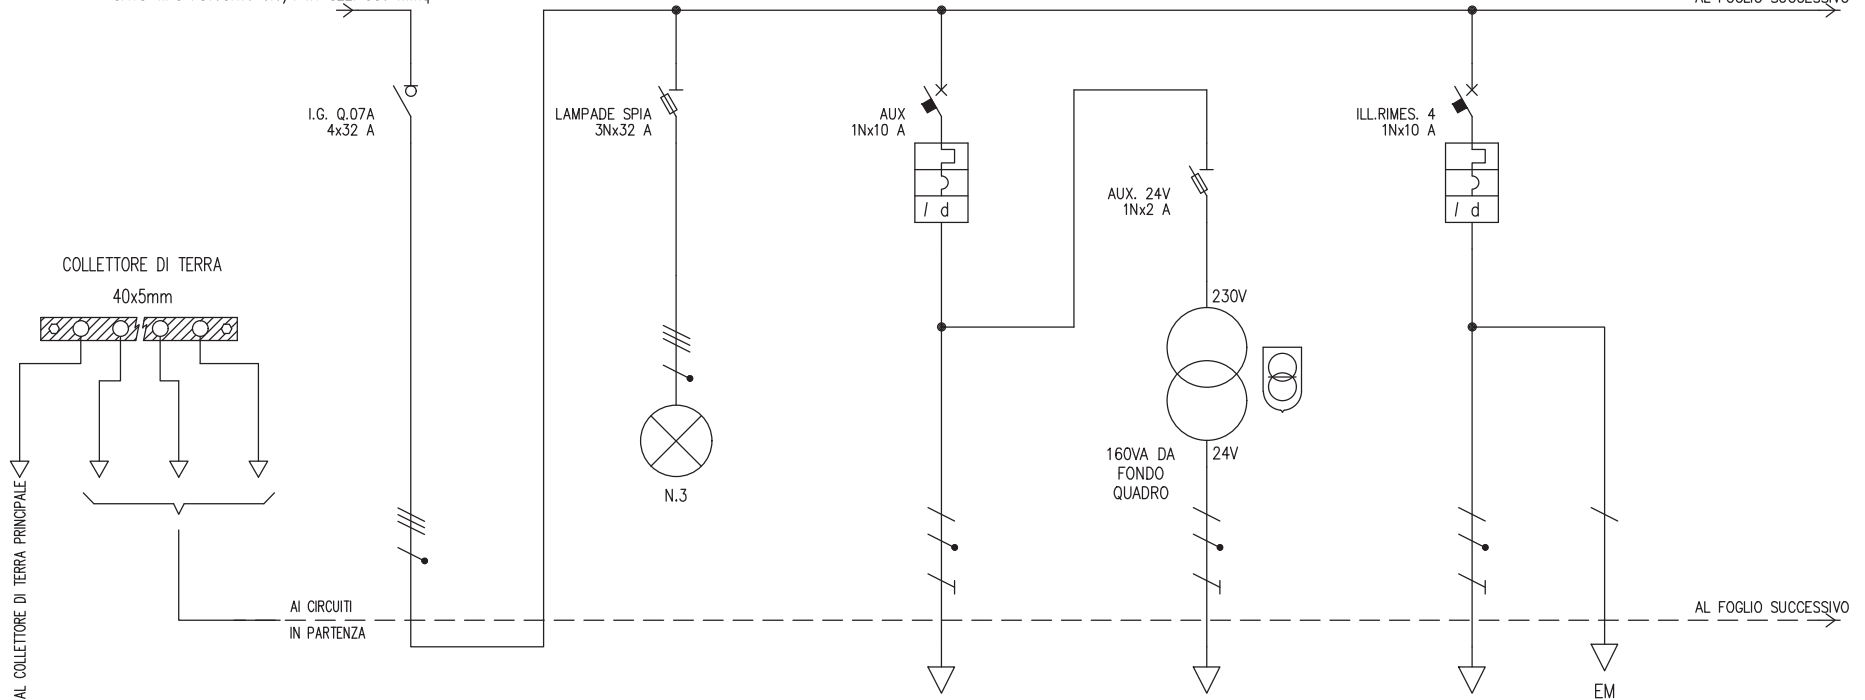 AL FOGLIO SUCCESSIVO
I.G. Q.07A
4x32 A
LAMPADE SPIA
3Nx32 A
AUX
1Nx10 A
AUX. 24V
1Nx2 A
ILL.RIMES. 4
1Nx10 A
I d
I d
COLLETTORE DI TERRA
40x5mm
230V
24V
160VA DA
FONDO
QUADRO
N.3
AL COLLETTORE DI TERRA PRINCIPALE
AI CIRCUITI
IN PARTENZA
AL FOGLIO SUCCESSIVO
EM